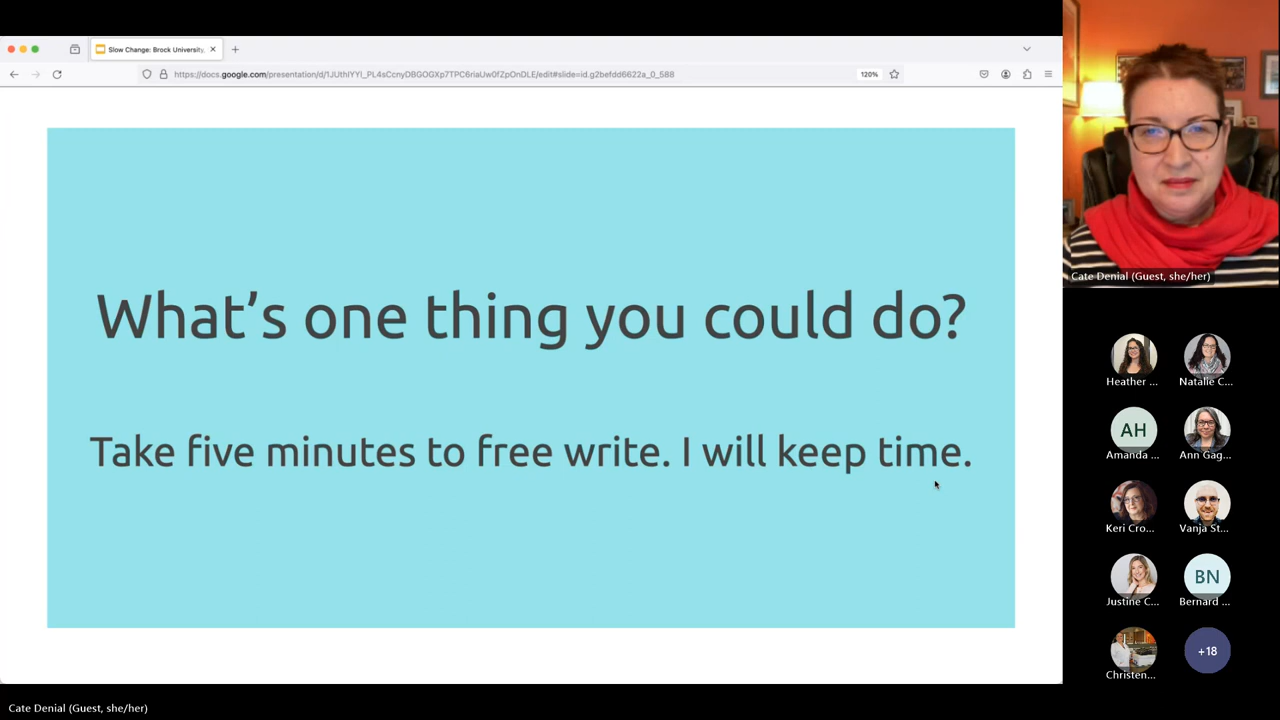 Slow Change: Brock University,
https://docs.google.com/presentation/d/1JUthIYYI_PL4sCcnyDBGOGXp7TPC6riaUw0fZpOnDLE/edit#slide=id.g2befdd6622a_0_588
120%
What's one thing you could do?
Take five minutes to free write. I will keep time.
Cate Denial (Guest, she/her)
Heather ...
Natalie C...
AH
Amanda ...
Ann Gag...
Keri Cro...
Vanja St...
Justine C...
BN
Bernard ...
Christen...
+18
Cate Denial (Guest, she/her)